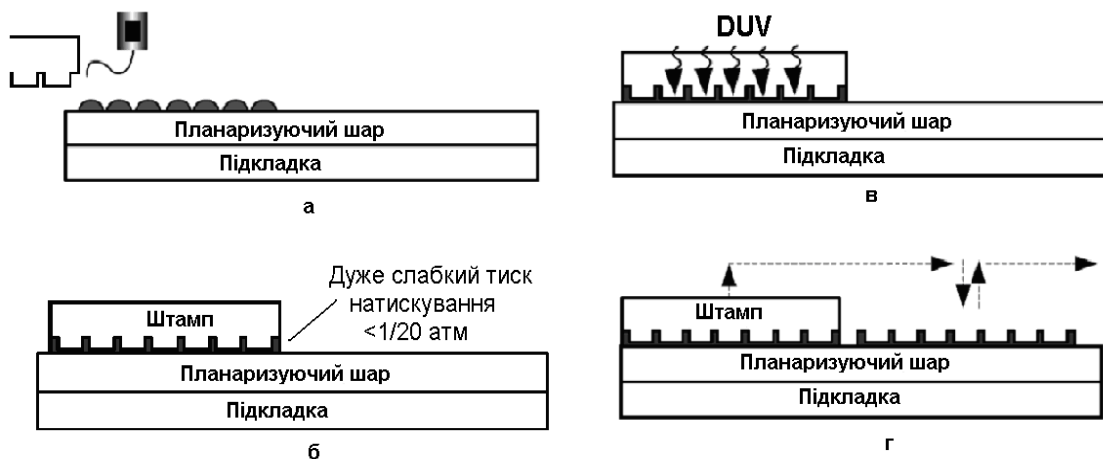 Планаризуючий шар
Підкладка
а
DUV
Планаризуючий шар
Підкладка
в
Дуже слабкий тиск
натискування
<1/20 атм
Штамп
Планаризуючий шар
Підкладка
б
Штамп
Планаризуючий шар
Підкладка
г